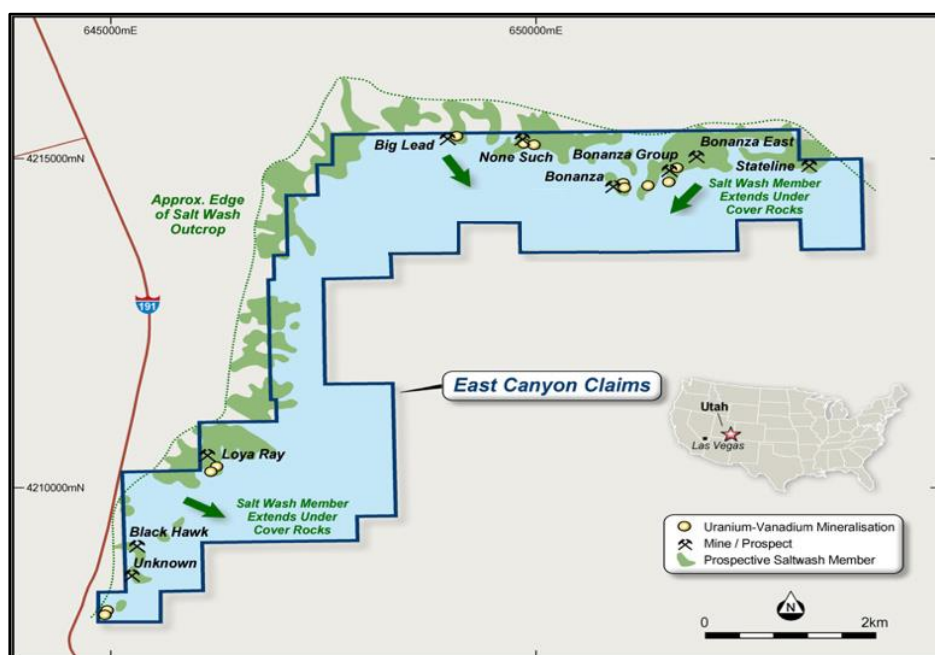 645000mE
650000mE
4215000mN
Big Lead
None Such
Bonanza Group
Bonanza East
Bonanza
Stateline
Salt Wash Member
Extends Under
Cover Rocks
Approx. Edge
of Salt Wash
Outcrop
191
East Canyon Claims
Utah
Las Vegas
Loya Ray
4210000mN
Salt Wash Member
Extends Under
Cover Rocks
Black Hawk
Unknown
Uranium-Vanadium Mineralisation
Mine / Prospect
Prospective Saltwash Member
N
0
2km